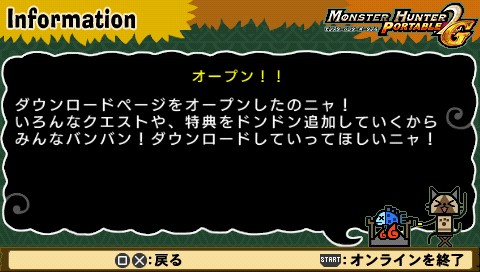 Information
MONSTER HUNTER
PORTABLE 2nd G
オープン！！
ダウンロードページをオープンしたのニャ！
いろんなクエストや、特典をドンドン追加していくから
みんなバンバン！ダウンロードしていってほしいニャ！
□×:戻る
START:オンラインを終了